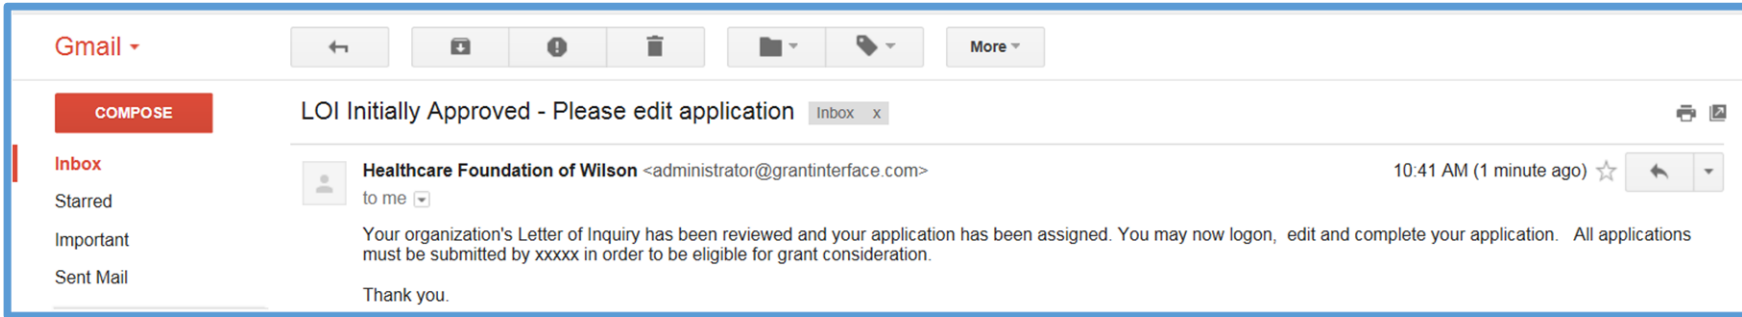 Gmail
More
COMPOSE
LOI Initially Approved - Please edit application
Inbox x
Inbox
Healthcare Foundation of Wilson <administrator@grantinterface.com>
10:41 AM (1 minute ago)
Starred
to me
Important
Your organization's Letter of Inquiry has been reviewed and your application has been assigned. You may now logon, edit and complete your application. All applications
must be submitted by xxxxx in order to be eligible for grant consideration.
Sent Mail
Thank you.